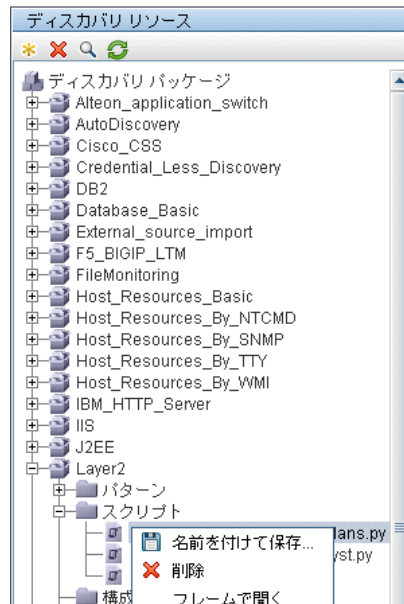 ディスカバリ リソース
ディスカバリ パッケージ
Alteon_application_switch
AutoDiscovery
Cisco_CSS
Credential_Less_Discovery
DB2
Database_Basic
External_source_import
F5_BIGIP_LTM
FileMonitoring
Host_Resources_Basic
Host_Resources_By_NTCMD
Host_Resources_By_SNMP
Host_Resources_By_TTY
Host_Resources_By_WMI
IBM_HTTP_Server
IIS
J2EE
Layer2
パターン
スクリプト
lans.py
名前を付けて保存...
yst.py
削除
構成
フレームで開く